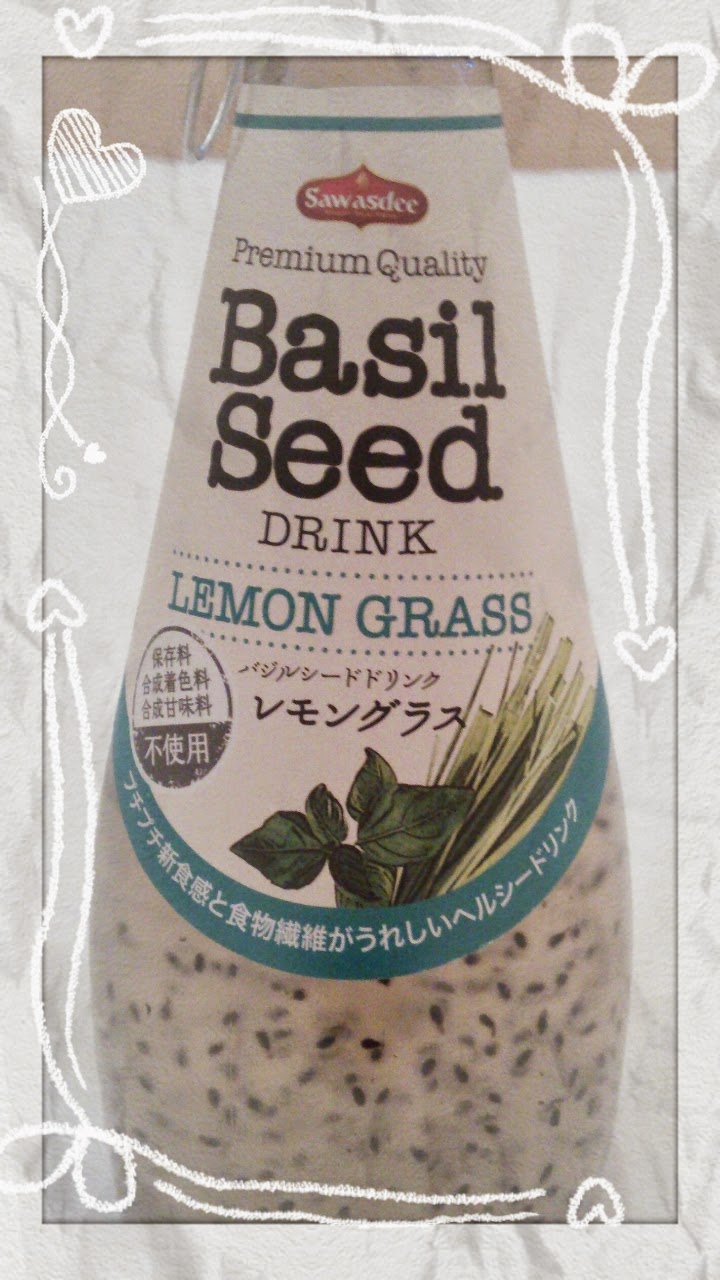 Sawasdee
Premium Quality
Basil
Seed
DRINK
LEMON GRASS
保存料
合成着色料
合成甘味料
不使用
バジルシードドリンク
レモングラス
プチプチ新食感と食物繊維がうれしいヘルシードリンク